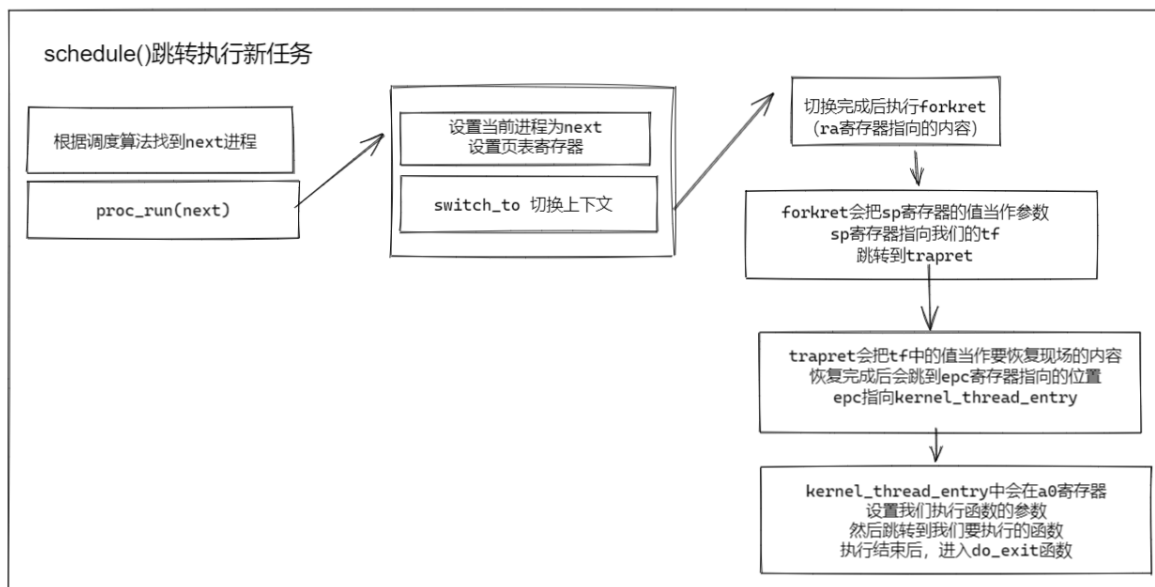 schedule()跳转执行新任务
根据调度算法找到next进程
proc_run(next)
设置当前进程为next
设置页表寄存器
switch_to 切换上下文
切换完成后执行forkret
（ra寄存器指向的内容）
forkret会把sp寄存器的值当作参数
sp寄存器指向我们的tf
跳转到trapret
trapret会把tf中的值当作要恢复现场的内容
恢复完成后会跳到epc寄存器指向的位置
epc指向kernel_thread_entry
kernel_thread_entry中会在a0寄存器
设置我们执行函数的参数
然后跳转到我们要执行的函数
执行结束后，进入do_exit函数